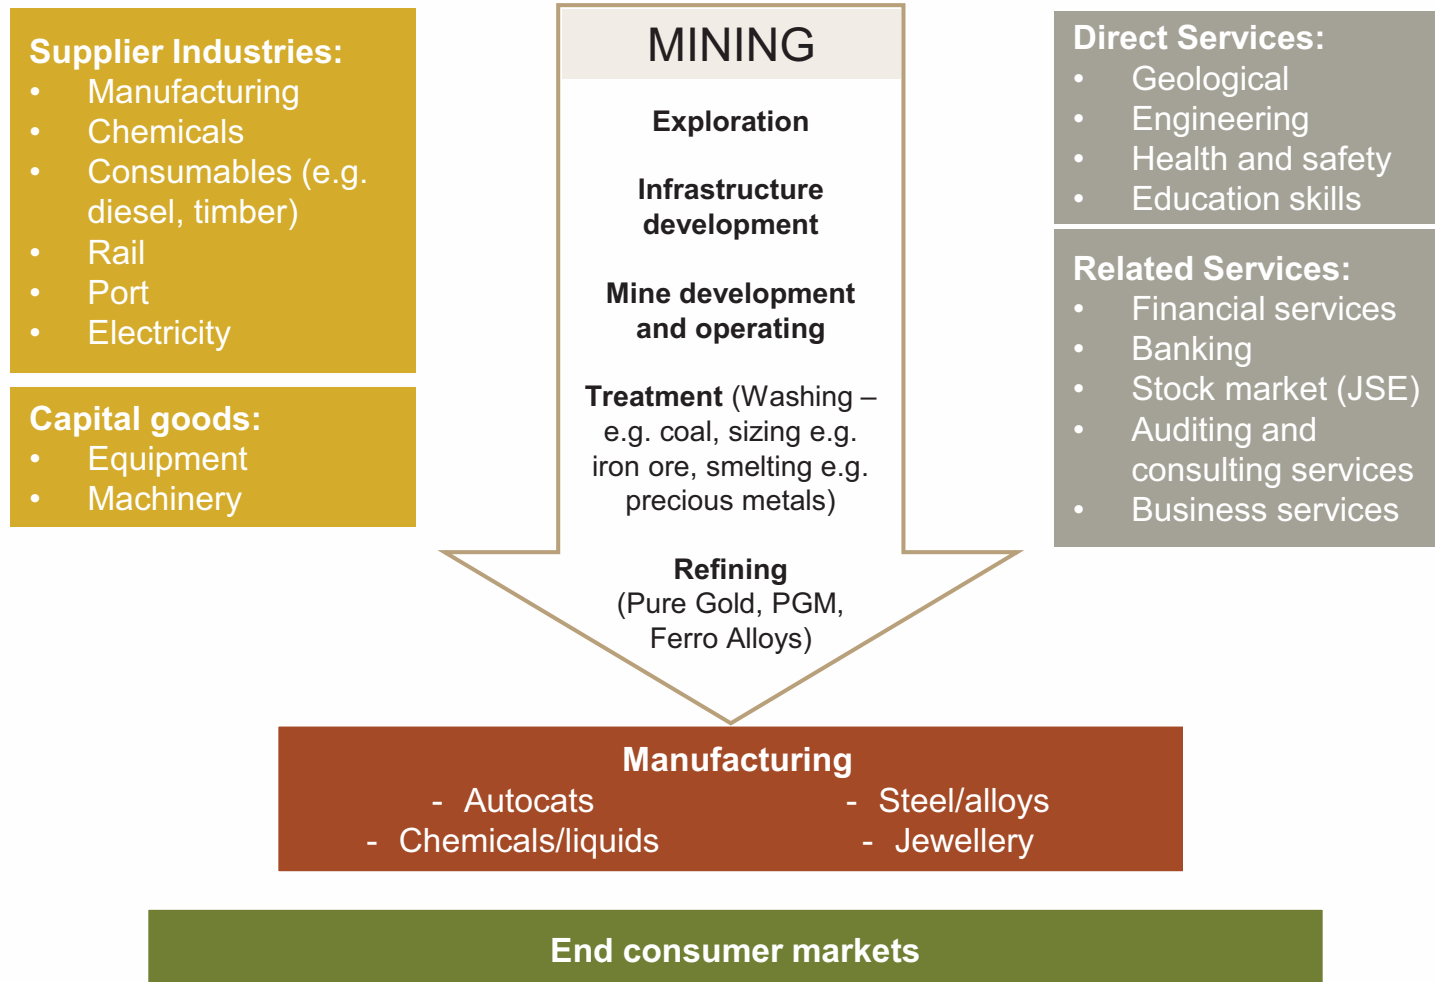 Supplier Industries:
• Manufacturing
• Chemicals
• Consumables (e.g.
diesel, timber)
• Rail
• Port
• Electricity
Capital goods:
• Equipment
• Machinery
MINING
Exploration
Infrastructure
development
Mine development
and operating
Treatment (Washing –
e.g. coal, sizing e.g.
iron ore, smelting e.g.
precious metals)
Refining
(Pure Gold, PGM,
Ferro Alloys)
Direct Services:
• Geological
• Engineering
• Health and safety
• Education skills
Related Services:
• Financial services
• Banking
• Stock market (JSE)
• Auditing and
consulting services
• Business services
Manufacturing
- Autocats
- Chemicals/liquids
- Steel/alloys
- Jewellery
End consumer markets